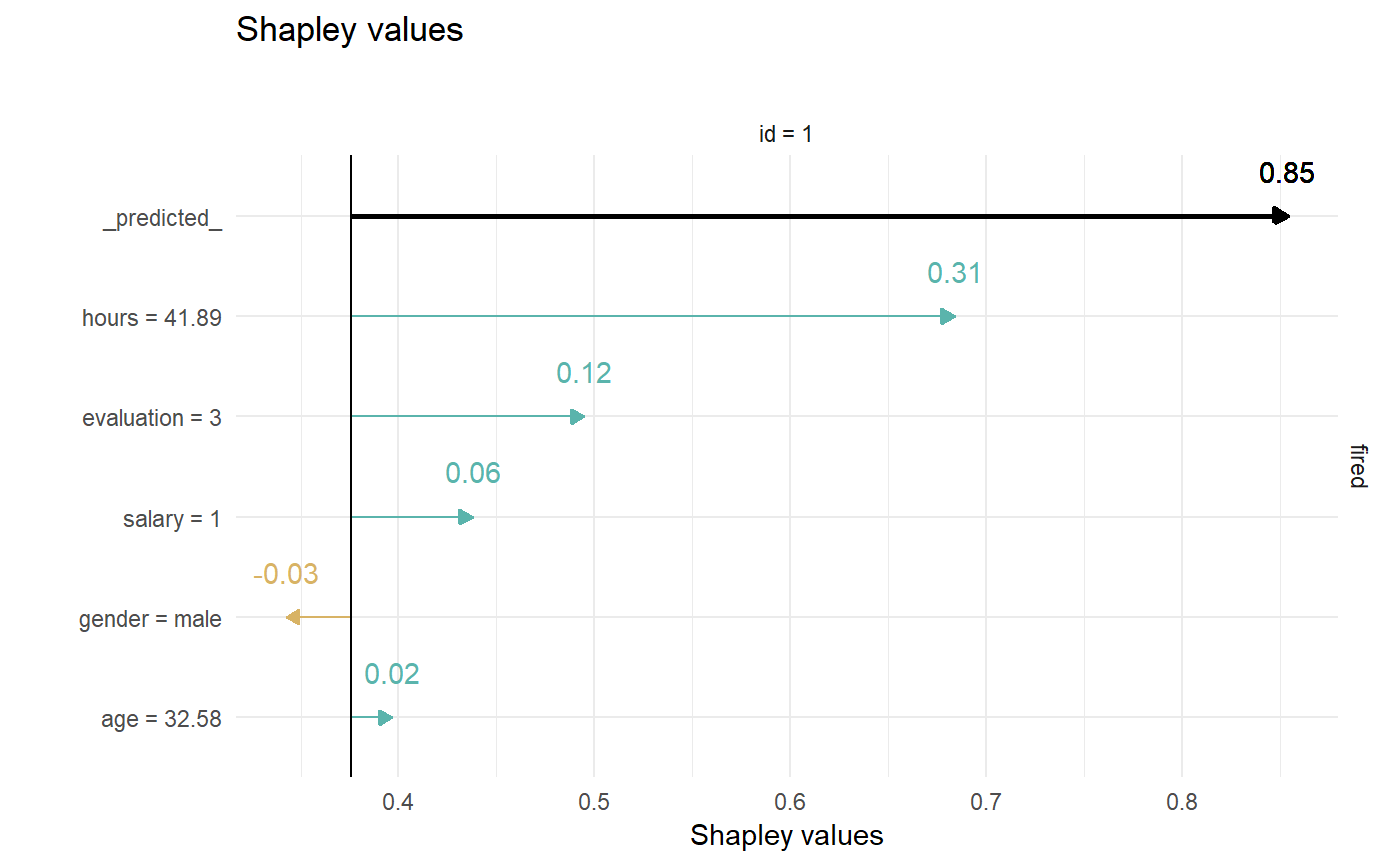 Shapley values
id = 1
0.85
_predicted_
0.31
hours = 41.89
0.12
evaluation = 3
fired
0.06
salary = 1
-0.03
gender = male
0.02
age = 32.58
0.4 0.5 0.6 0.7 0.8
Shapley values